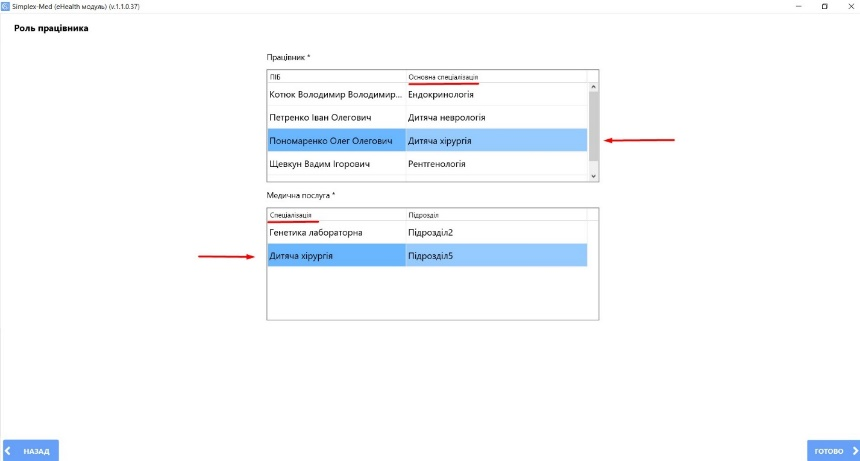 Simplex-Med (eHealth модуль) (v.1.1.0.37)
Роль працівника
Працівник *
ПІБ Основна спеціалізація
Котюк Володимир Володимир... Ендокринологія
Петренко Іван Олегович Дитяча неврологія
Пономаренко Олег Олегович Дитяча хірургія
Щевкун Вадим Ігорович Рентгенологія
Медична послуга *
Спеціалізація Підрозділ
Генетика лабораторна Підрозділ2
Дитяча хірургія Підрозділ5
НАЗАД ГОТОВО